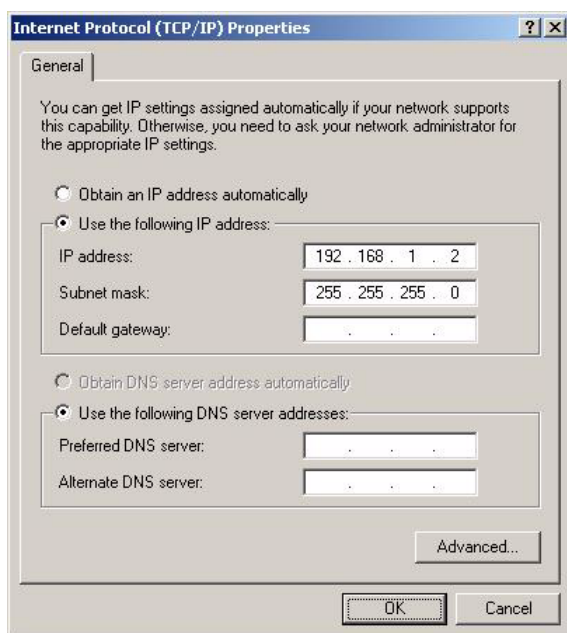 Internet Protocol (TCP/IP) Properties
General
You can get IP settings assigned automatically if your network supports
this capability. Otherwise, you need to ask your network administrator for
the appropriate IP settings.
Obtain an IP address automatically
Use the following IP address:
IP address: 192 . 168 . 1 . 2
Subnet mask: 255 . 255 . 255 . 0
Default gateway: . . .
Obtain DNS server address automatically
Use the following DNS server addresses:
Preferred DNS server: . . .
Alternate DNS server: . . .
Advanced...
OK Cancel